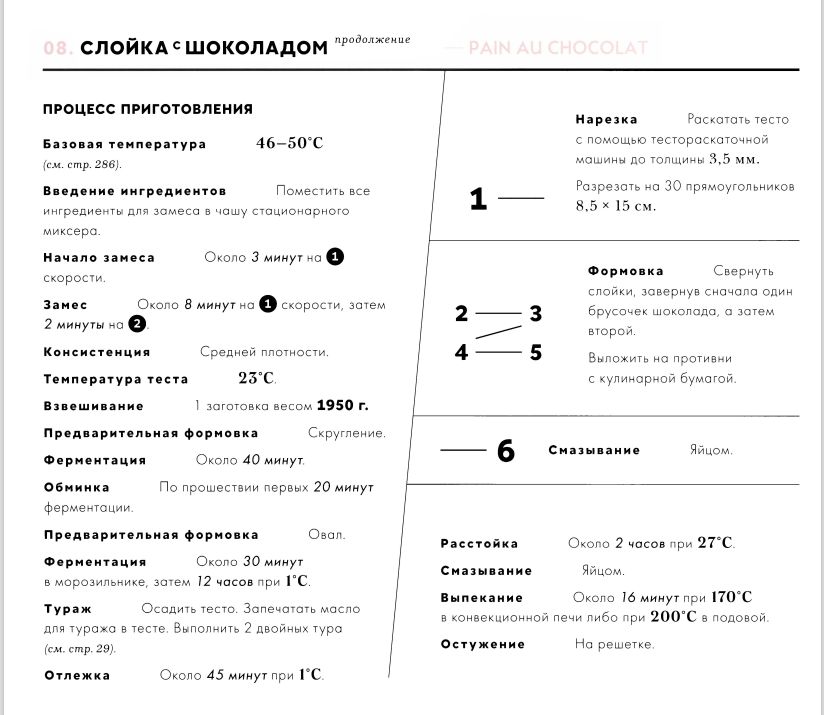 08. СЛОЙКА С ШОКОЛАДОМ продолжение — PAIN AU CHOCOLAT
ПРОЦЕСС ПРИГОТОВЛЕНИЯ
Базовая температура 46–50°C
(см. стр. 286).
Введение ингредиентов Поместить все
ингредиенты для замеса в чашу стационарного
миксера.
Начало замеса Около 3 минут на 1
скорости.
Замес Около 8 минут на 1 скорости, затем
2 минуты на 2.
Консистенция Средней плотности.
Температура теста 23°C.
Взвешивание 1 заготовка весом 1950 г.
Предварительная формовка Скругление.
Ферментация Около 40 минут.
Обминка По прошествии первых 20 минут
ферментации.
Предварительная формовка Овал.
Ферментация Около 30 минут
в морозильнике, затем 12 часов при 1°C.
Тураж Осадить тесто. Запечатать масло
для туража в тесте. Выполнить 2 двойных тура
(см. стр. 29).
Отлежка Около 45 минут при 1°C.
1
Нарезка Раскатать тесто
с помощью тестораскаточной
машины до толщины 3,5 мм.
Разрезать на 30 прямоугольников
8,5 × 15 см.
2 3
4 5
Формовка Свернуть
слойки, завернув сначала один
брусочек шоколада, а затем
второй.
Выложить на противни
с кулинарной бумагой.
6 Смазывание Яйцом.
Расстойка Около 2 часов при 27°C.
Смазывание Яйцом.
Выпекание Около 16 минут при 170°C
в конвекционной печи либо при 200°C в подовой.
Остужение На решетке.